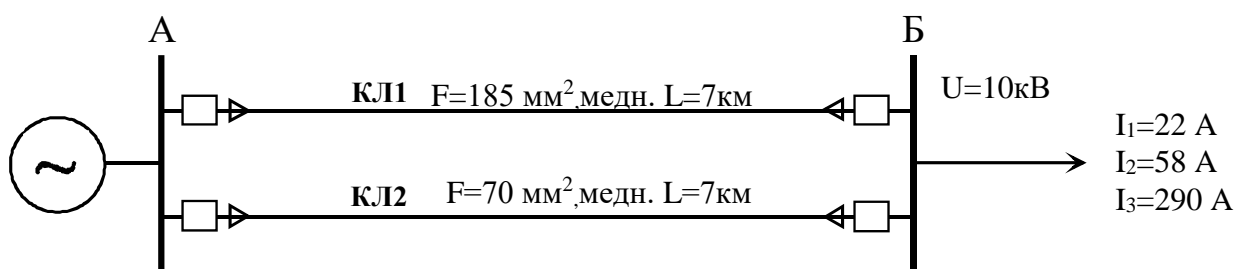 А
Б
КЛ1 F=185 мм²,медн. L=7км
U=10кВ
I₁=22 А
I₂=58 А
I₃=290 А
~
КЛ2 F=70 мм²,медн. L=7км